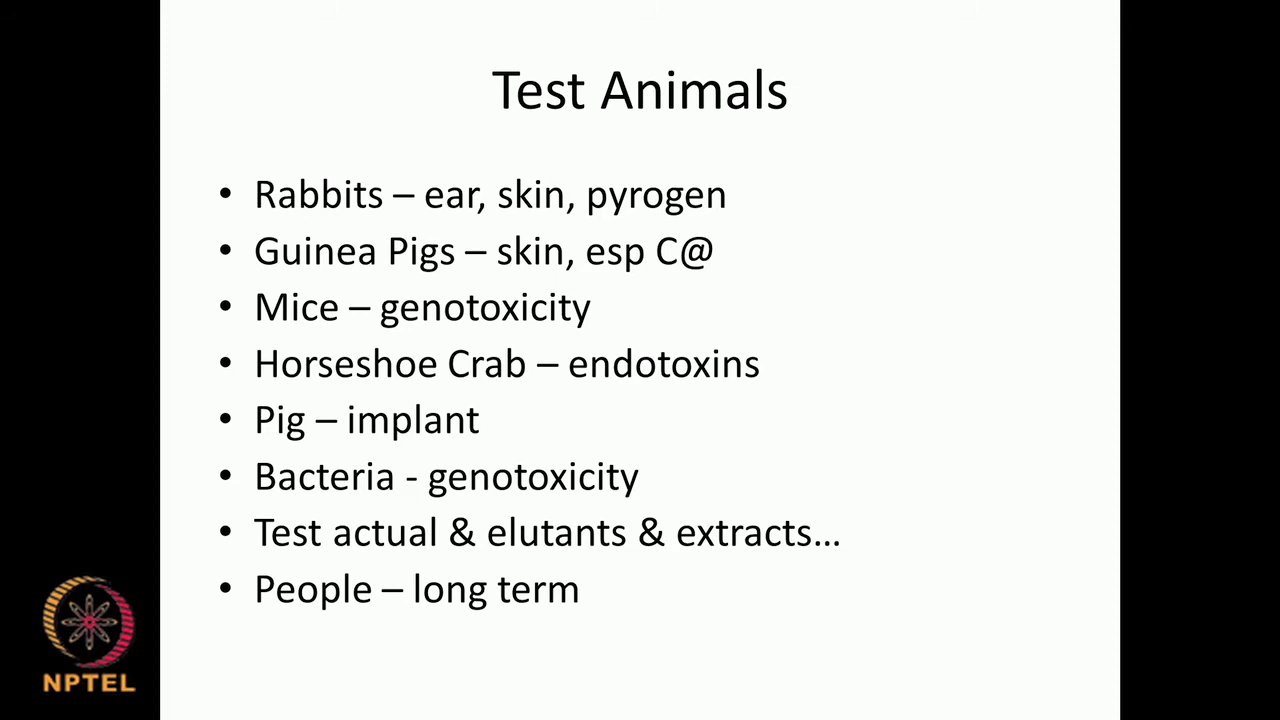 Test Animals
• Rabbits – ear, skin, pyrogen
• Guinea Pigs – skin, esp C@
• Mice – genotoxicity
• Horseshoe Crab – endotoxins
• Pig – implant
• Bacteria - genotoxicity
• Test actual & elutants & extracts...
• People – long term
NPTEL